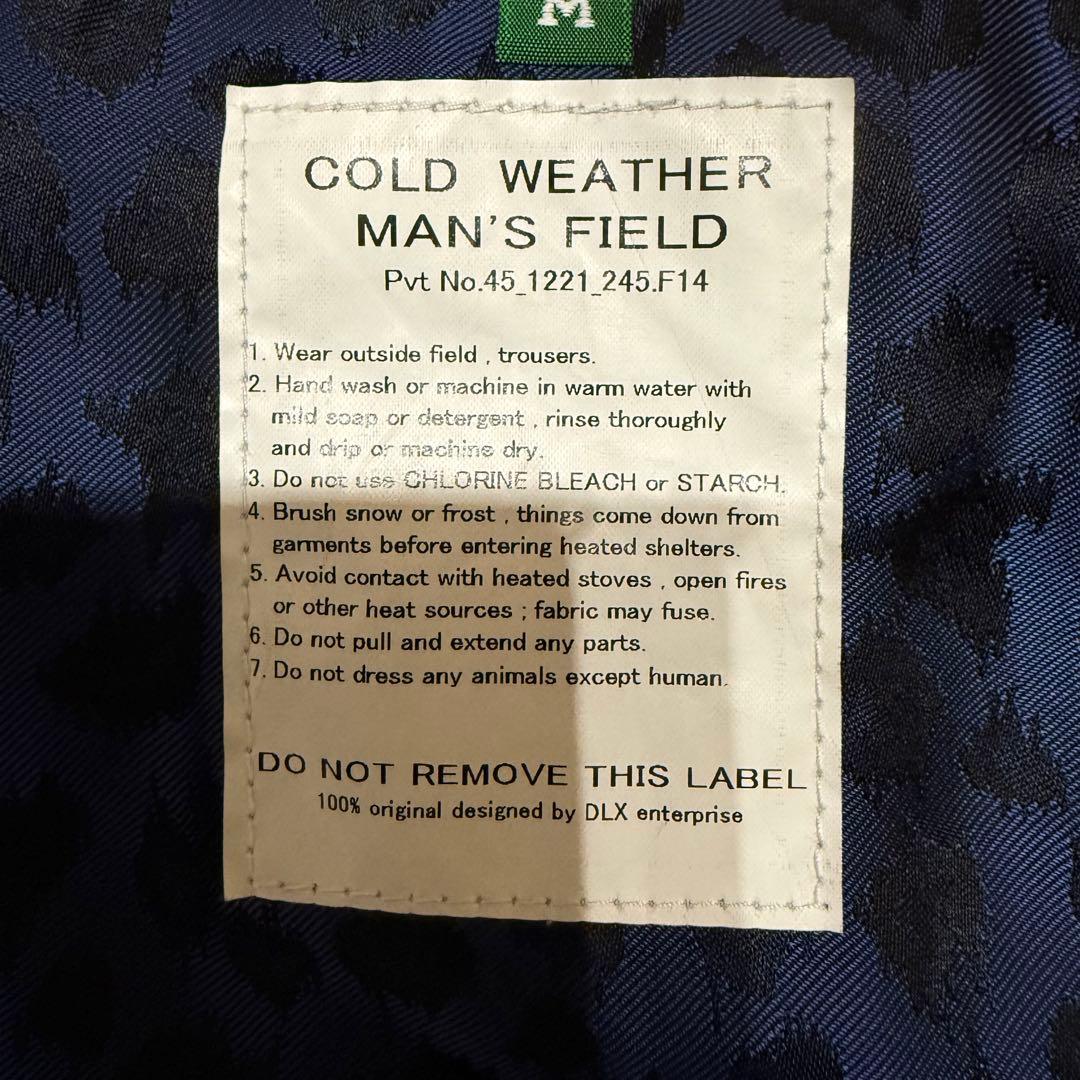 M
COLD WEATHER
MAN'S FIELD
Pvt No.45_1221_245.F14
1. Wear outside field , trousers.
2. Hand wash or machine in warm water with
mild soap or detergent , rinse thoroughly
and drip or machine dry.
3. Do not use CHLORINE BLEACH or STARCH.
4. Brush snow or frost , things come down from
garments before entering heated shelters.
5. Avoid contact with heated stoves , open fires
or other heat sources ; fabric may fuse.
6. Do not pull and extend any parts.
7. Do not dress any animals except human.
DO NOT REMOVE THIS LABEL
100% original designed by DLX enterprise